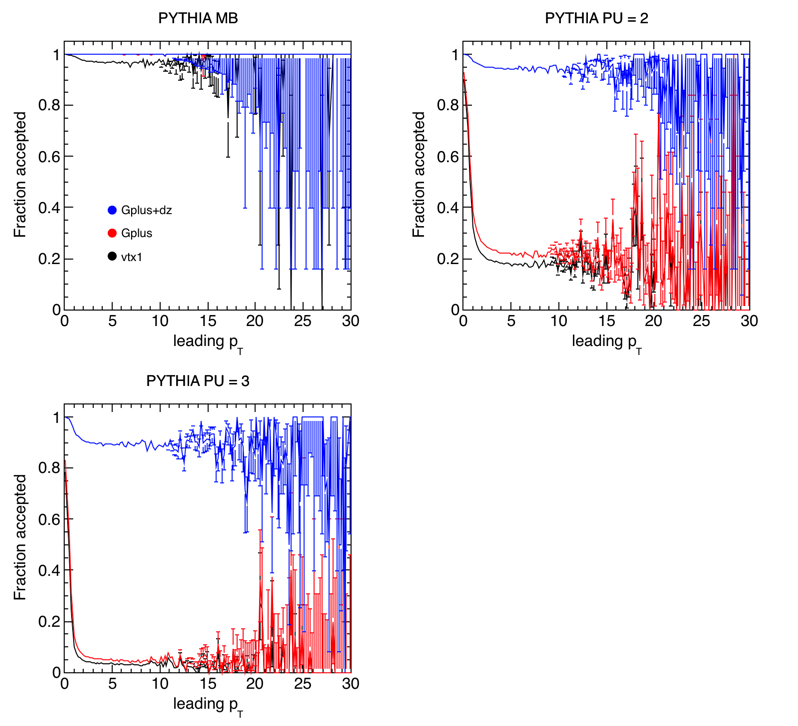 PYTHIA MB
Fraction accepted
1
0.8
0.6
0.4
0.2
0
Gplus+dz
Gplus
vtx1
0 5 10 15 20 25 30
leading pT
PYTHIA PU = 2
Fraction accepted
1
0.8
0.6
0.4
0.2
0
0 5 10 15 20 25 30
leading pT
PYTHIA PU = 3
Fraction accepted
1
0.8
0.6
0.4
0.2
0
0 5 10 15 20 25 30
leading pT